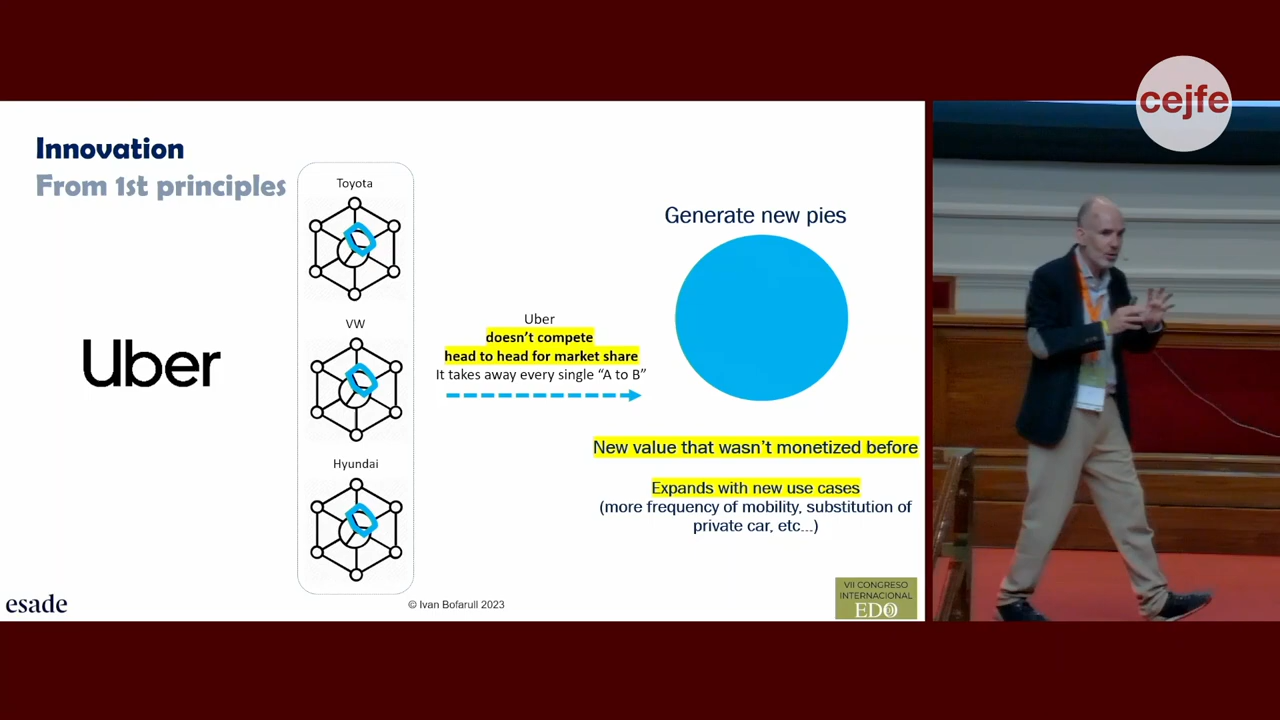 cejfe
Innovation
From 1st principles
Toyota
VW
Hyundai
Uber
Uber
doesn't compete
head to head for market share
It takes away every single “A to B”
Generate new pies
New value that wasn't monetized before
Expands with new use cases
(more frequency of mobility, substitution of
private car, etc...)
esade
© Ivan Bofarull 2023
VII CONGRESO
INTERNACIONAL
EDO